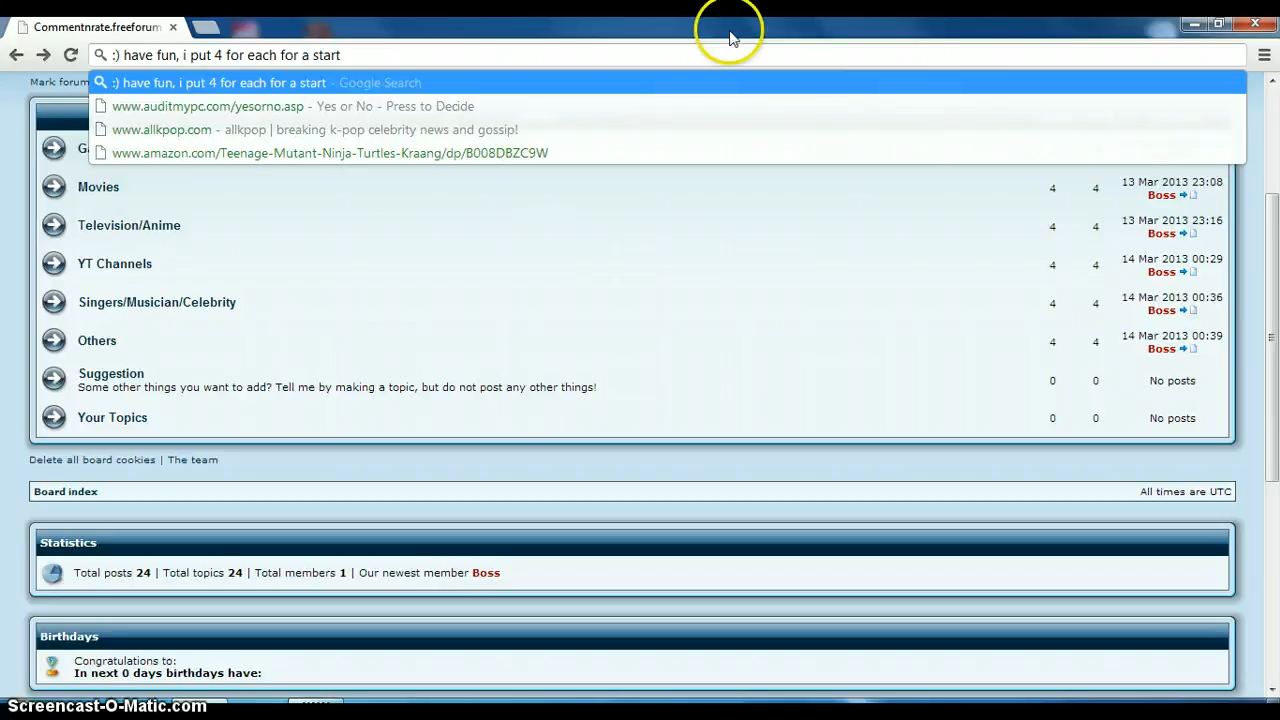 Commentnrate.freeforum
:) have fun, i put 4 for each for a start
Mark forum
:) have fun, i put 4 for each for a start - Google Search
www.auditmypc.com/yesorno.asp - Yes or No - Press to Decide
www.allkpop.com - allkpop | breaking k-pop celebrity news and gossip!
www.amazon.com/Teenage-Mutant-Ninja-Turtles-Kraang/dp/B008DBZC9W
Movies 4 4 13 Mar 2013 23:08
Boss
Television/Anime 4 4 13 Mar 2013 23:16
Boss
YT Channels 4 4 14 Mar 2013 00:29
Boss
Singers/Musician/Celebrity 4 4 14 Mar 2013 00:36
Boss
Others 4 4 14 Mar 2013 00:39
Boss
Suggestion
Some other things you want to add? Tell me by making a topic, but do not post any other things! 0 0 No posts
Your Topics 0 0 No posts
Delete all board cookies | The team
Board index All times are UTC
Statistics
Total posts 24 | Total topics 24 | Total members 1 | Our newest member Boss
Birthdays
Congratulations to:
In next 0 days birthdays have:
Screencast-O-Matic.com